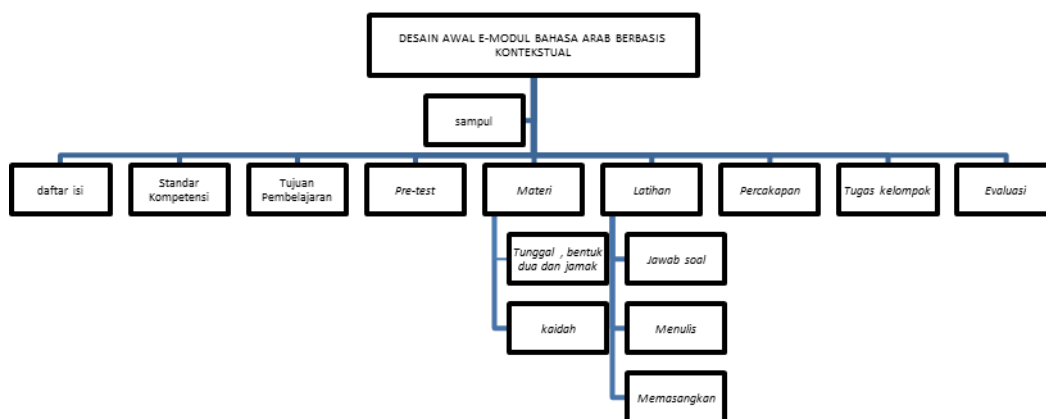 DESAIN AWAL E-MODUL BAHASA ARAB BERBASIS
KONTEKSTUAL
sampul
daftar isi
Standar
Kompetensi
Tujuan
Pembelajaran
Pre-test
Materi
Latihan
Percakapan
Tugas kelompok
Evaluasi
Tunggal , bentuk
dua dan jamak
kaidah
Jawab soal
Menulis
Memasangkan